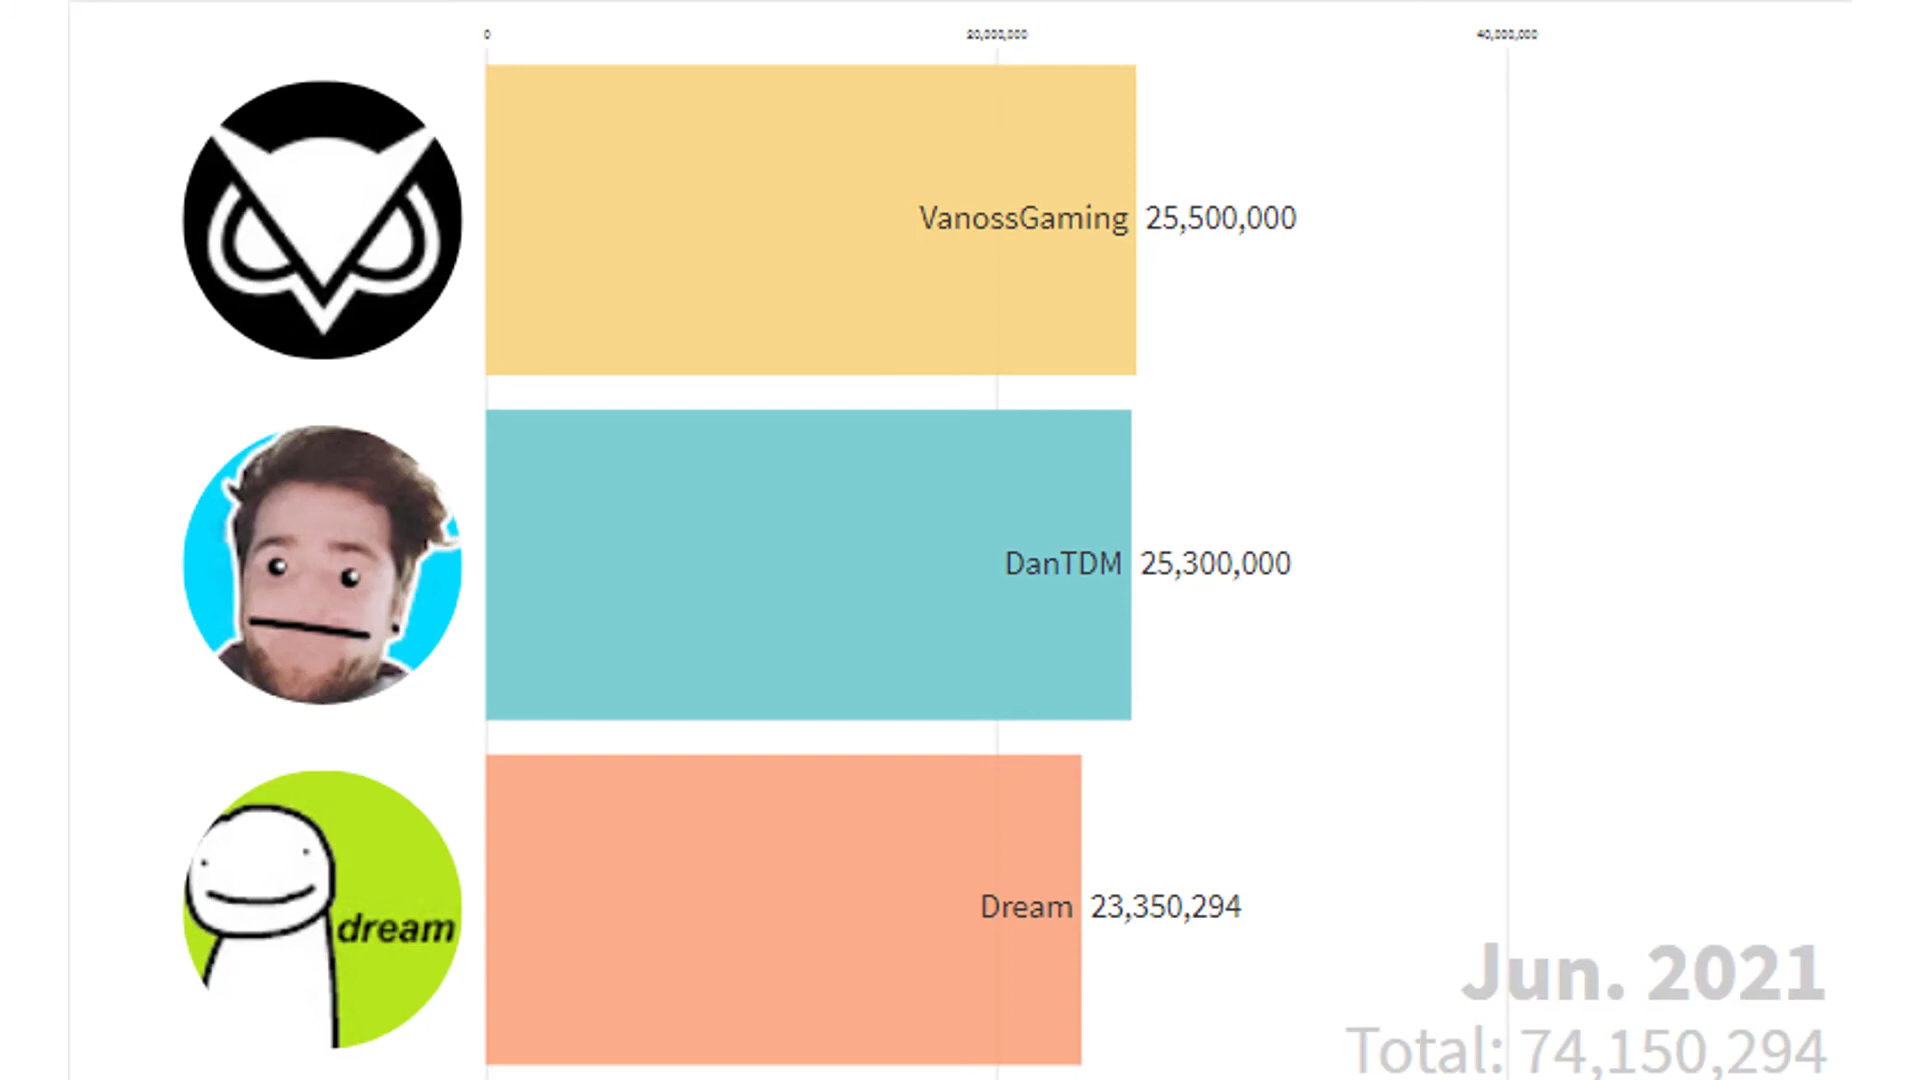 0 20,000,000 40,000,000
VanossGaming 25,500,000
DanTDM 25,300,000
dream
Dream 23,350,294
Jun. 2021
Total: 74,150,294